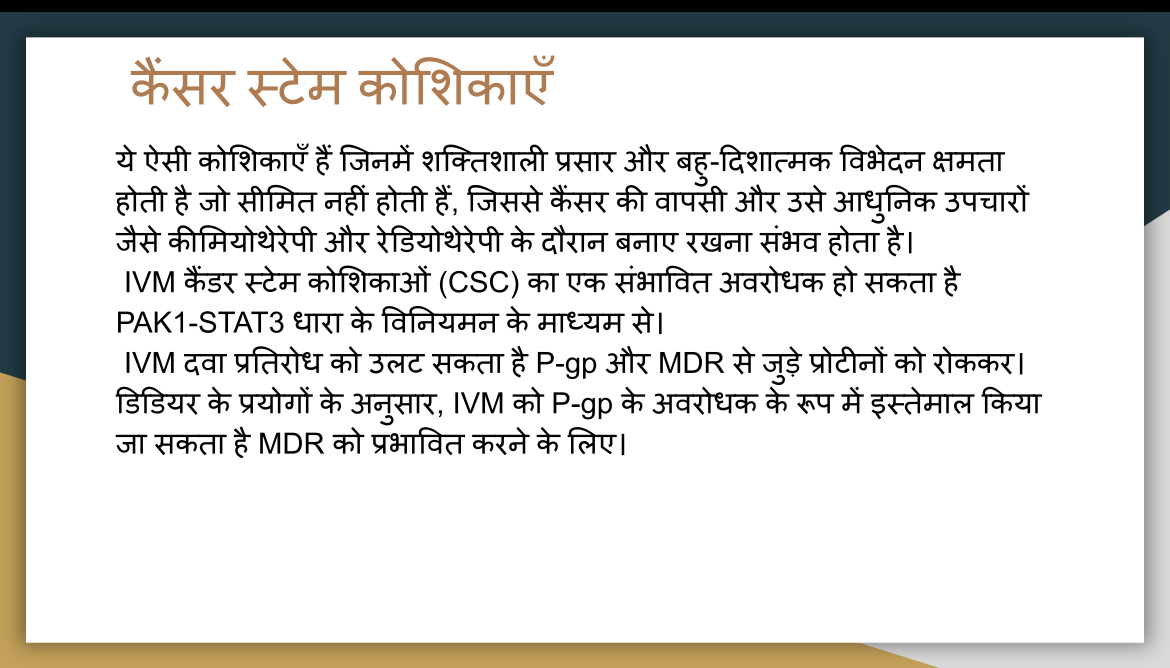 कैंसर स्टेम कोशिकाएँ
ये ऐसी कोशिकाएँ हैं जिनमें शक्तिशाली प्रसार और बहु-दिशात्मक विभेदन क्षमता
होती है जो सीमित नहीं होती हैं, जिससे कैंसर की वापसी और उसे आधुनिक उपचारों
जैसे कीमियोथेरेपी और रेडियोथेरेपी के दौरान बनाए रखना संभव होता है।
IVM कैंडर स्टेम कोशिकाओं (CSC) का एक संभावित अवरोधक हो सकता है
PAK1-STAT3 धारा के विनियमन के माध्यम से।
IVM दवा प्रतिरोध को उलट सकता है P-gp और MDR से जुड़े प्रोटीनों को रोककर।
डिडियर के प्रयोगों के अनुसार, IVM को P-gp के अवरोधक के रूप में इस्तेमाल किया
जा सकता है MDR को प्रभावित करने के लिए।